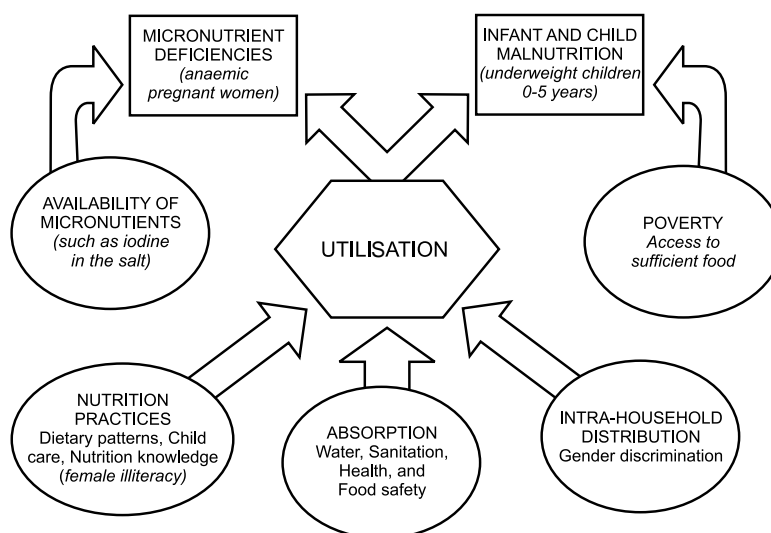 MICRONUTRIENT
DEFICIENCIES
(anaemic
pregnant women)
INFANT AND CHILD
MALNUTRITION
(underweight children
0-5 years)
AVAILABILITY OF
MICRONUTIENTS
(such as iodine
in the salt)
UTILISATION
POVERTY
Access to
sufficient food
NUTRITION
PRACTICES
Dietary patterns, Child
care, Nutrition knowledge
(female illiteracy)
ABSORPTION
Water, Sanitation,
Health, and
Food safety
INTRA-HOUSEHOLD
DISTRIBUTION
Gender discrimination